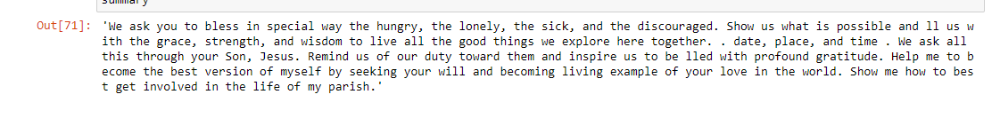 summary
Out[71]: 'We ask you to bless in special way the hungry, the lonely, the sick, and the discouraged. Show us what is possible and ll us w
ith the grace, strength, and wisdom to live all the good things we explore here together. . date, place, and time . We ask all
this through your Son, Jesus. Remind us of our duty toward them and inspire us to be lled with profound gratitude. Help me to b
ecome the best version of myself by seeking your will and becoming living example of your love in the world. Show me how to bes
t get involved in the life of my parish.'